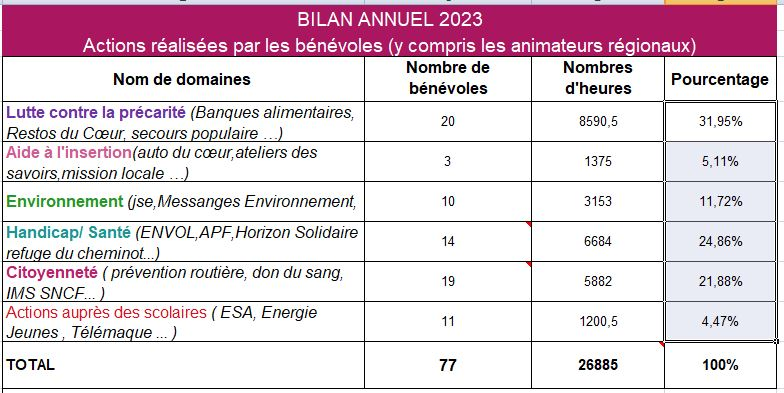 BILAN ANNUEL 2023
Actions réalisées par les bénévoles (y compris les animateurs régionaux)
Nom de domaines
Nombre de
bénévoles
Nombres
d'heures
Pourcentage
Lutte contre la précarité (Banques alimentaires,
Restos du Cœur, secours populaire …)
20
8590,5
31,95%
Aide à l'insertion(auto du cœur,ateliers des
savoirs,mission locale …)
3
1375
5,11%
Environnement (jse,Messanges Environnement,
10
3153
11,72%
Handicap/ Santé (ENVOL,APF,Horizon Solidaire
refuge du cheminot...)
14
6684
24,86%
Citoyenneté ( prévention routière, don du sang,
IMS SNCF... )
19
5882
21,88%
Actions auprès des scolaires ( ESA, Energie
Jeunes , Télémaque ... )
11
1200,5
4,47%
TOTAL
77
26885
100%